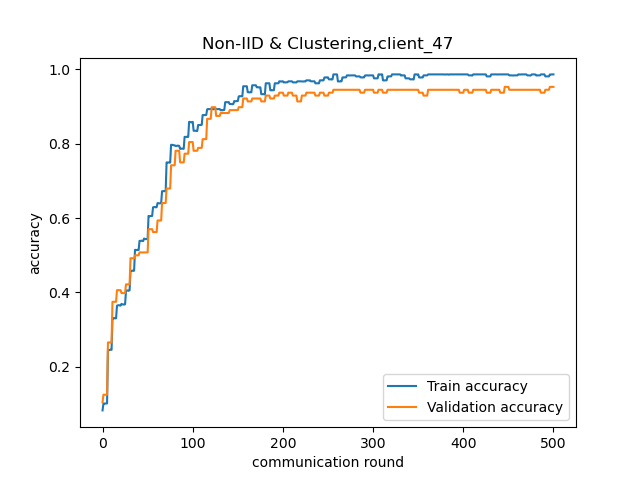 Non-IID & Clustering,client_47
accuracy
1.0
0.8
0.6
0.4
0.2
0
100
200
300
400
500
communication round
Train accuracy
Validation accuracy